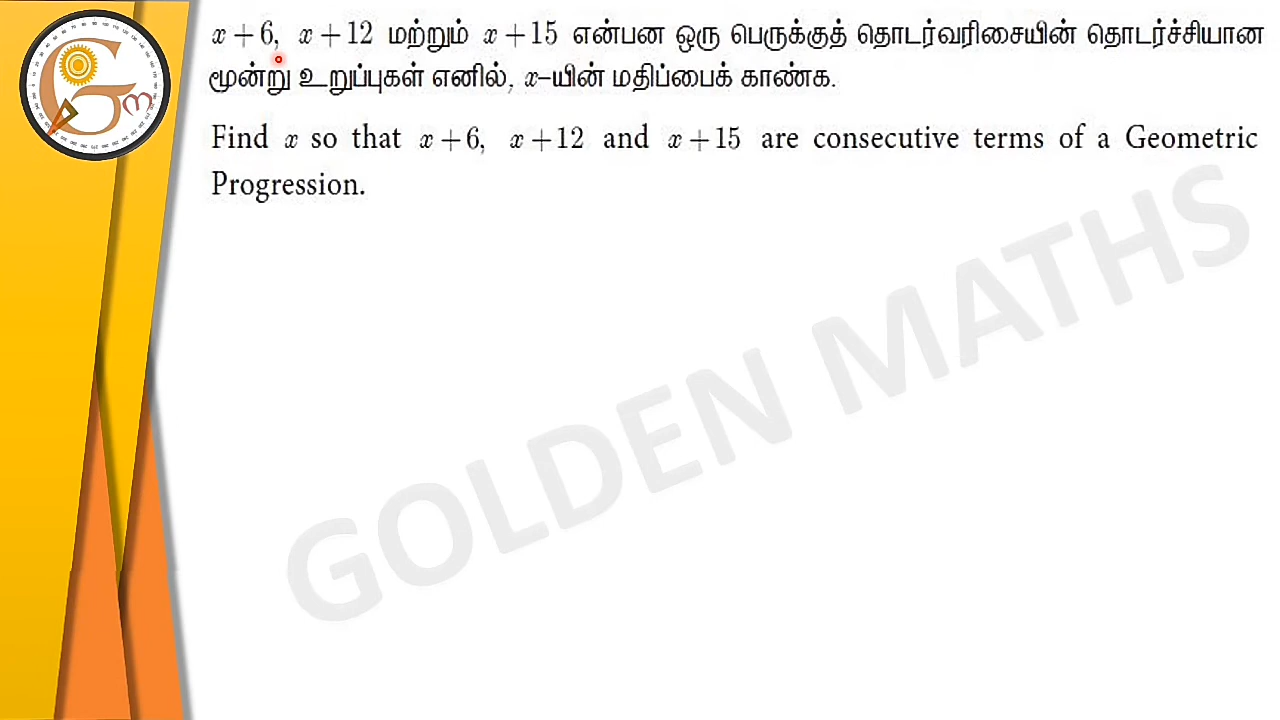 x + 6, x + 12 மற்றும் x + 15 என்பன ஒரு பெருக்குத் தொடர்வரிசையின் தொடர்ச்சியான
மூன்று உறுப்புகள் எனில், x–யின் மதிப்பைக் காண்க.
Find x so that x + 6, x + 12 and x + 15 are consecutive terms of a Geometric
Progression.
GOLDEN MATHS